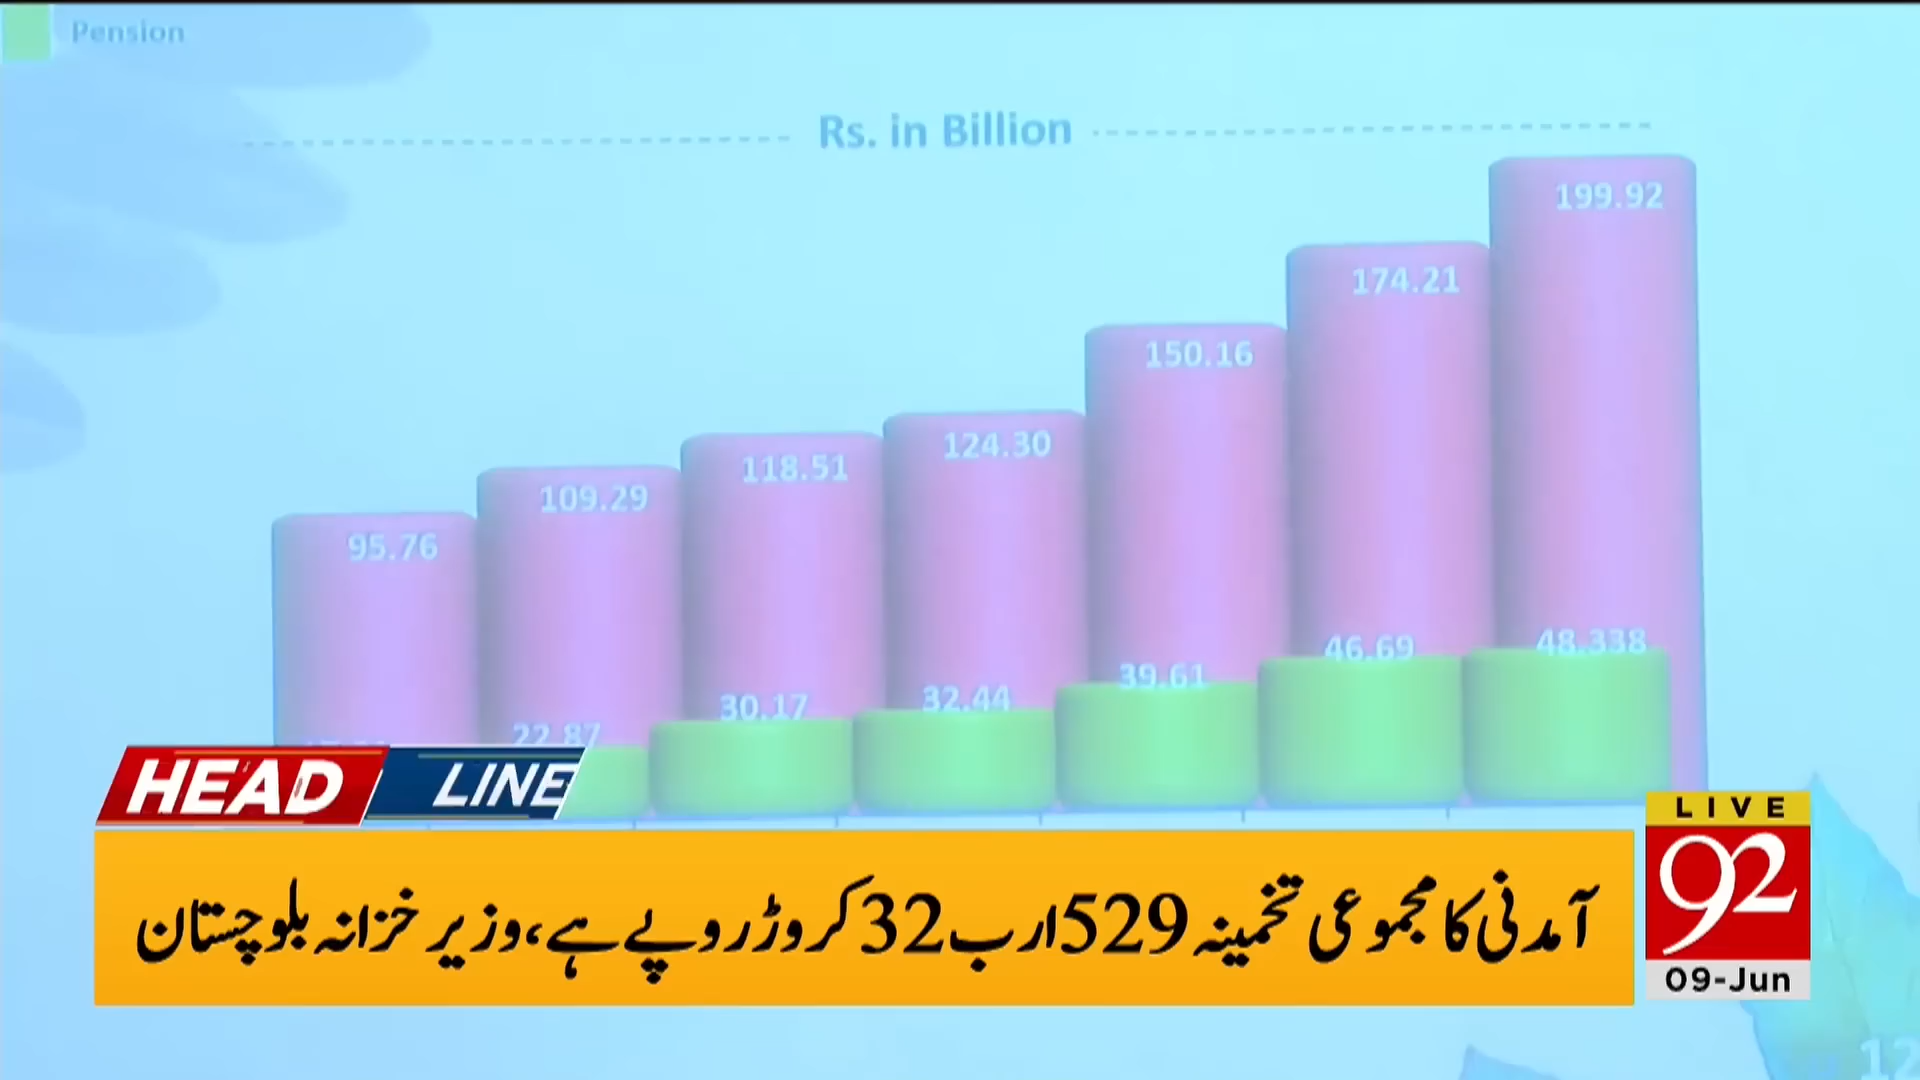 Pension
Rs. in Billion
199.92
174.21
150.16
124.30
118.51
109.29
95.76
48.338
46.69
39.61
32.44
30.17
22.87
HEAD LINE
LIVE
92
09-Jun
آمدنی کا مجموعی تخمینہ 529 ارب 32 کروڑ روپے ہے، وزیر خزانہ بلوچستان
12